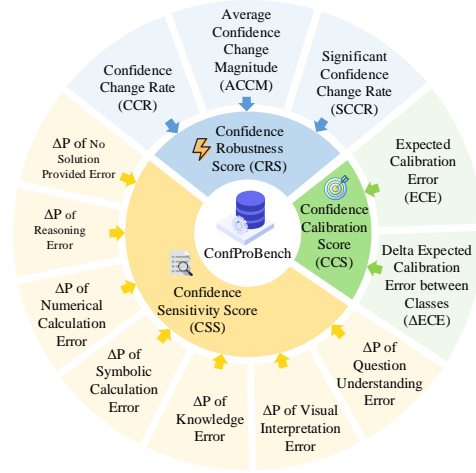 Average
Confidence
Change
Magnitude
(ACCM)
Confidence
Change Rate
(CCR)
Significant
Confidence
Change Rate
(SCCR)
Confidence
Robustness
Score (CRS)
Expected
Calibration
Error
(ECE)
Delta Expected
Calibration
Error between
Classes
(ΔECE)
Confidence
Calibration
Score
(CCS)
ConfProBench
Confidence
Sensitivity Score
(CSS)
ΔP of No
Solution
Provided Error
ΔP of
Reasoning
Error
ΔP of
Numerical
Calculation
Error
ΔP of
Symbolic
Calculation
Error
ΔP of
Knowledge
Error
ΔP of Visual
Interpretation
Error
ΔP of
Question
Understanding
Error